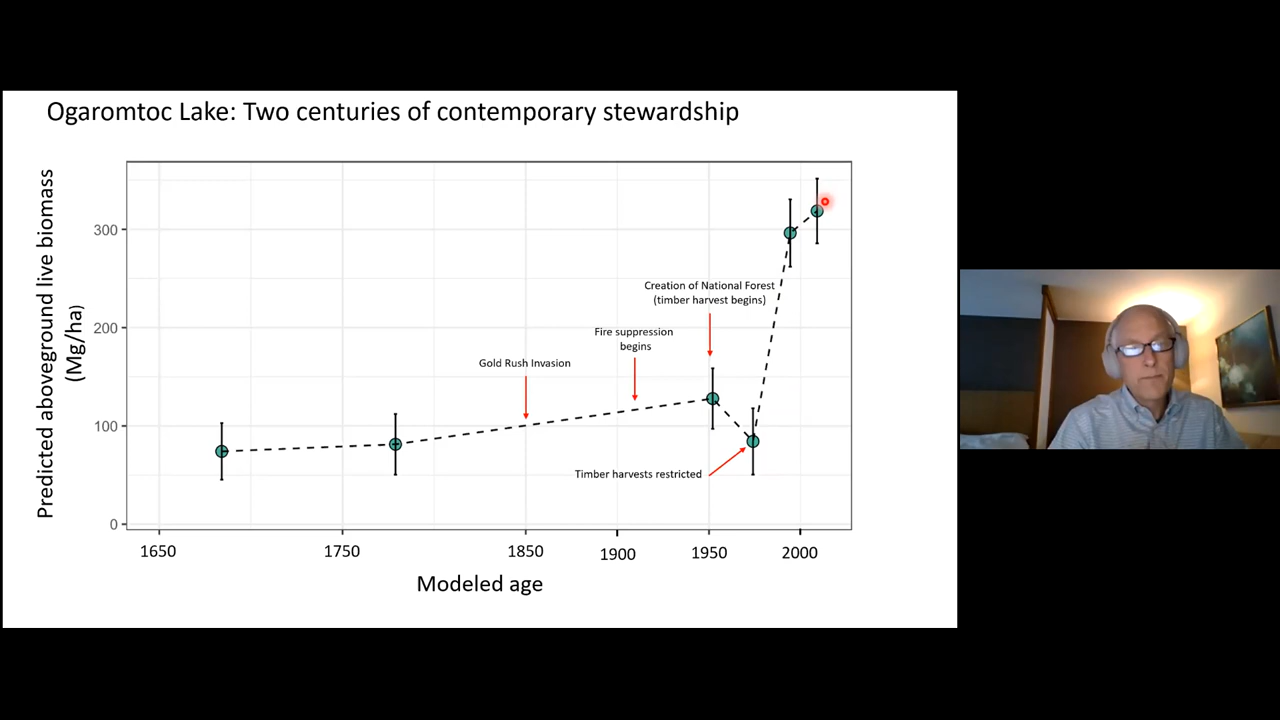 Ogaromtoc Lake: Two centuries of contemporary stewardship
Predicted aboveground live biomass
(Mg/ha)
300
200
100
0
Creation of National Forest
(timber harvest begins)
Fire suppression
begins
Gold Rush Invasion
Timber harvests restricted
1650
1750
1850
1900
1950
2000
Modeled age